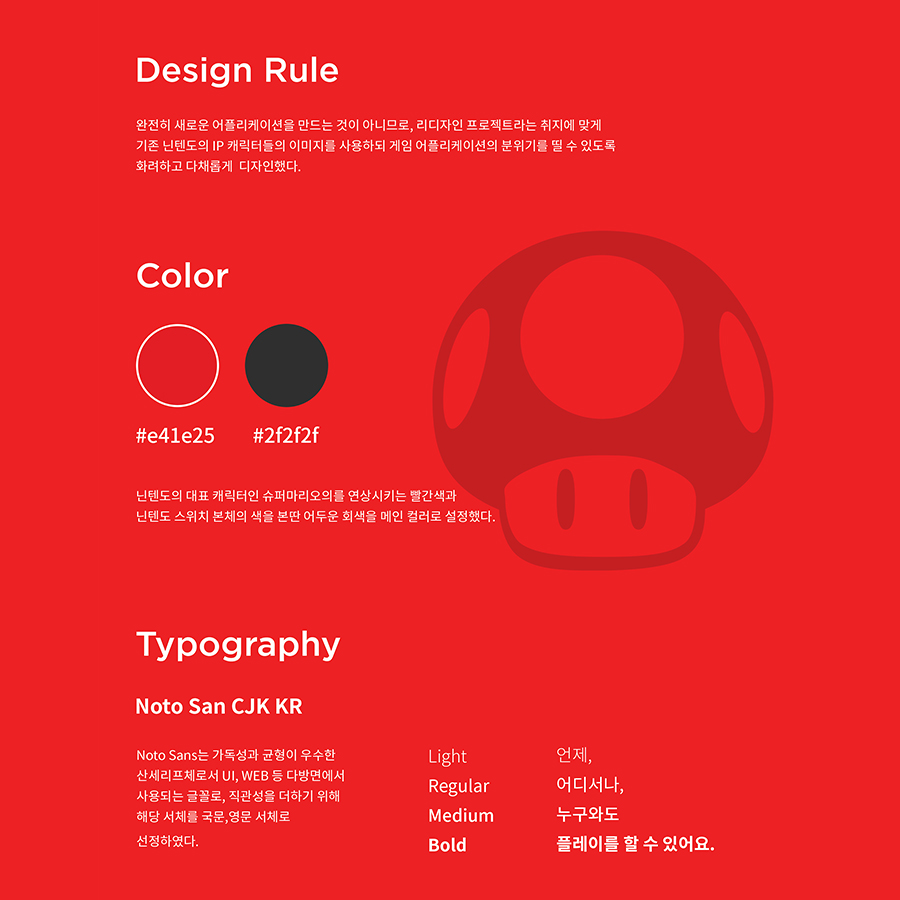 Design Rule
완전히 새로운 어플리케이션을 만드는 것이 아니므로, 리디자인 프로젝트라는 취지에 맞게
기존 닌텐도의 IP 캐릭터들의 이미지를 사용하되 게임 어플리케이션의 분위기를 띌 수 있도록
화려하고 다채롭게 디자인했다.
Color
#e41e25 #2f2f2f
닌텐도의 대표 캐릭터인 슈퍼마리오의를 연상시키는 빨간색과
닌텐도 스위치 본체의 색을 본딴 어두운 회색을 메인 컬러로 설정했다.
Typography
Noto San CJK KR
Noto Sans는 가독성과 균형이 우수한
산세리프체로서 UI, WEB 등 다방면에서
사용되는 글꼴로, 직관성을 더하기 위해
해당 서체를 국문,영문 서체로
선정하였다.
Light 언제,
Regular 어디서나,
Medium 누구와도
Bold 플레이를 할 수 있어요.